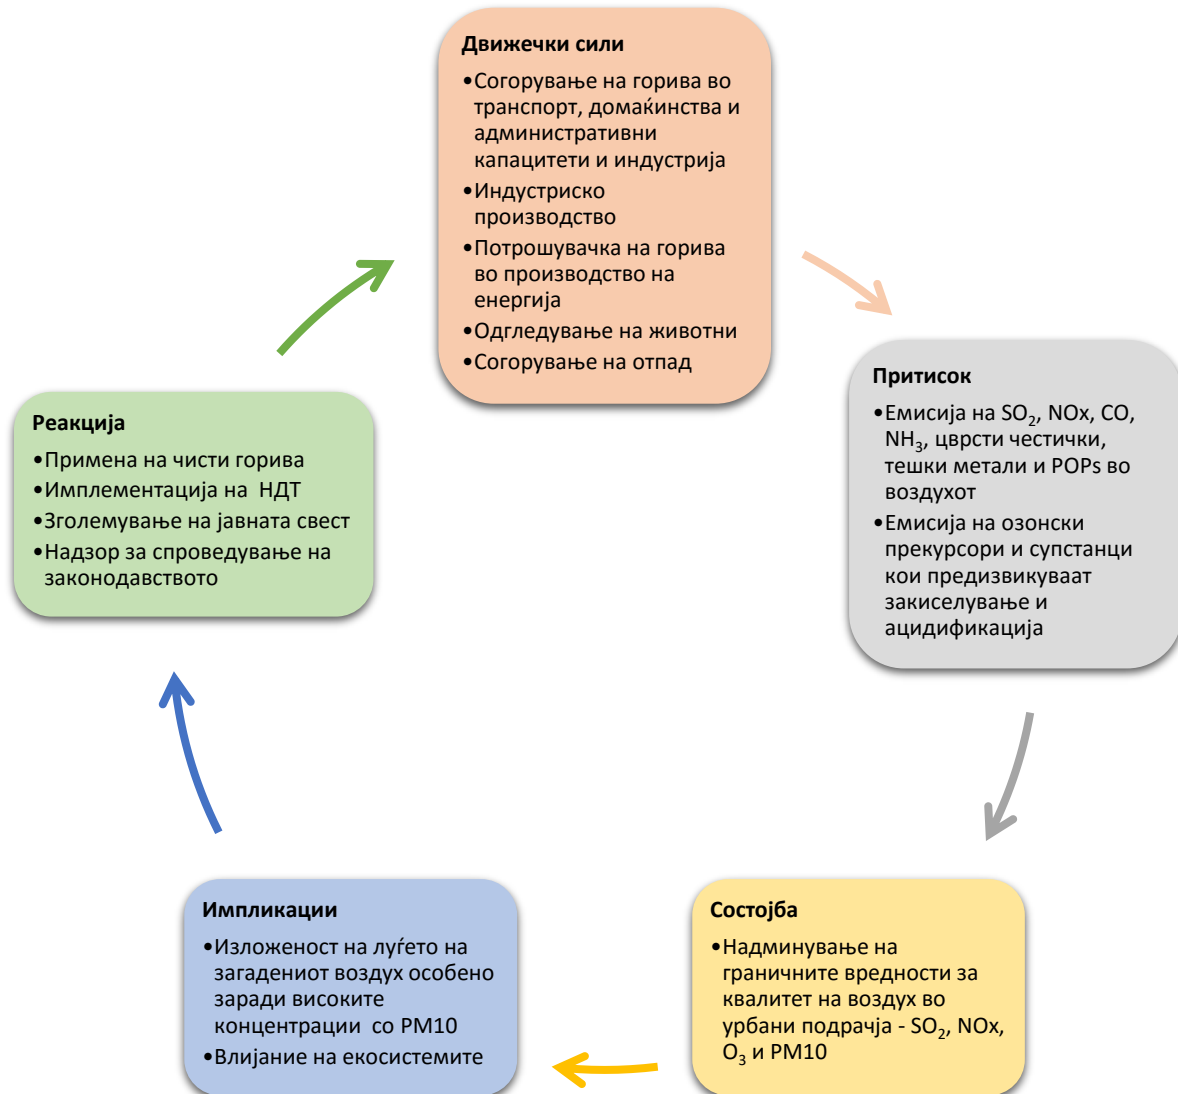 Движечки сили
•Согорување на горива во
транспорт, домаќинства и
административни
капацитети и индустрија
•Индустриско
производство
•Потрошувачка на горива
во производство на
енергија
•Одгледување на животни
•Согорување на отпад
Притисок
•Емисија на SO₂, NOx, CO,
NH₃, цврсти честички,
тешки метали и POPs во
воздухот
•Емисија на озонски
прекурсори и супстанци
кои предизвикуваат
закиселување и
ацидификација
Состојба
•Надминување на
граничните вредности за
квалитет на воздух во
урбани подрачја - SO₂, NOx,
O₃ и PM10
Импликации
•Изложеност на луѓето на
загадениот воздух особено
заради високите
концентрации со PM10
•Влијание на екосистемите
Реакција
•Примена на чисти горива
•Имплементација на НДТ
•Зголемување на јавната свест
•Надзор за спроведување на
законодавството